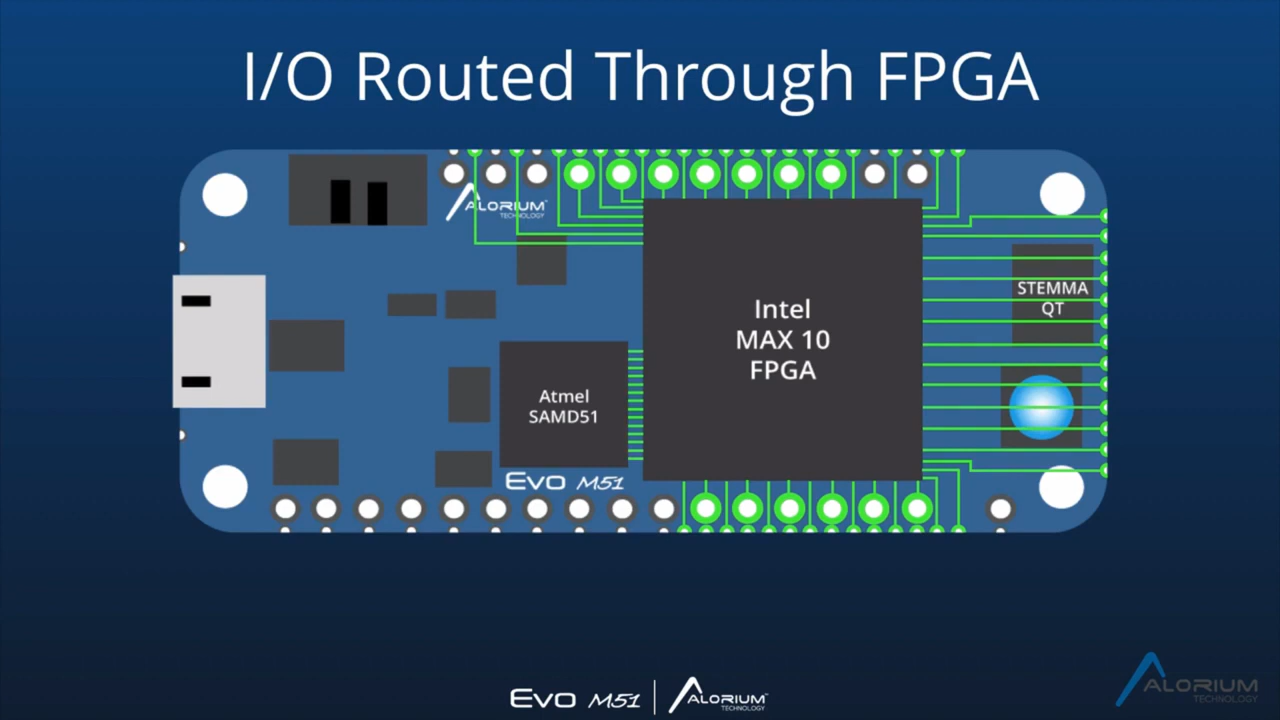 I/O Routed Through FPGA
ALORIUM
TECHNOLOGY
STEMMA
QT
Intel
MAX 10
FPGA
Atmel
SAMD51
EVO M51
EVO M51
ALORIUM
TECHNOLOGY
ALORIUM
TECHNOLOGY